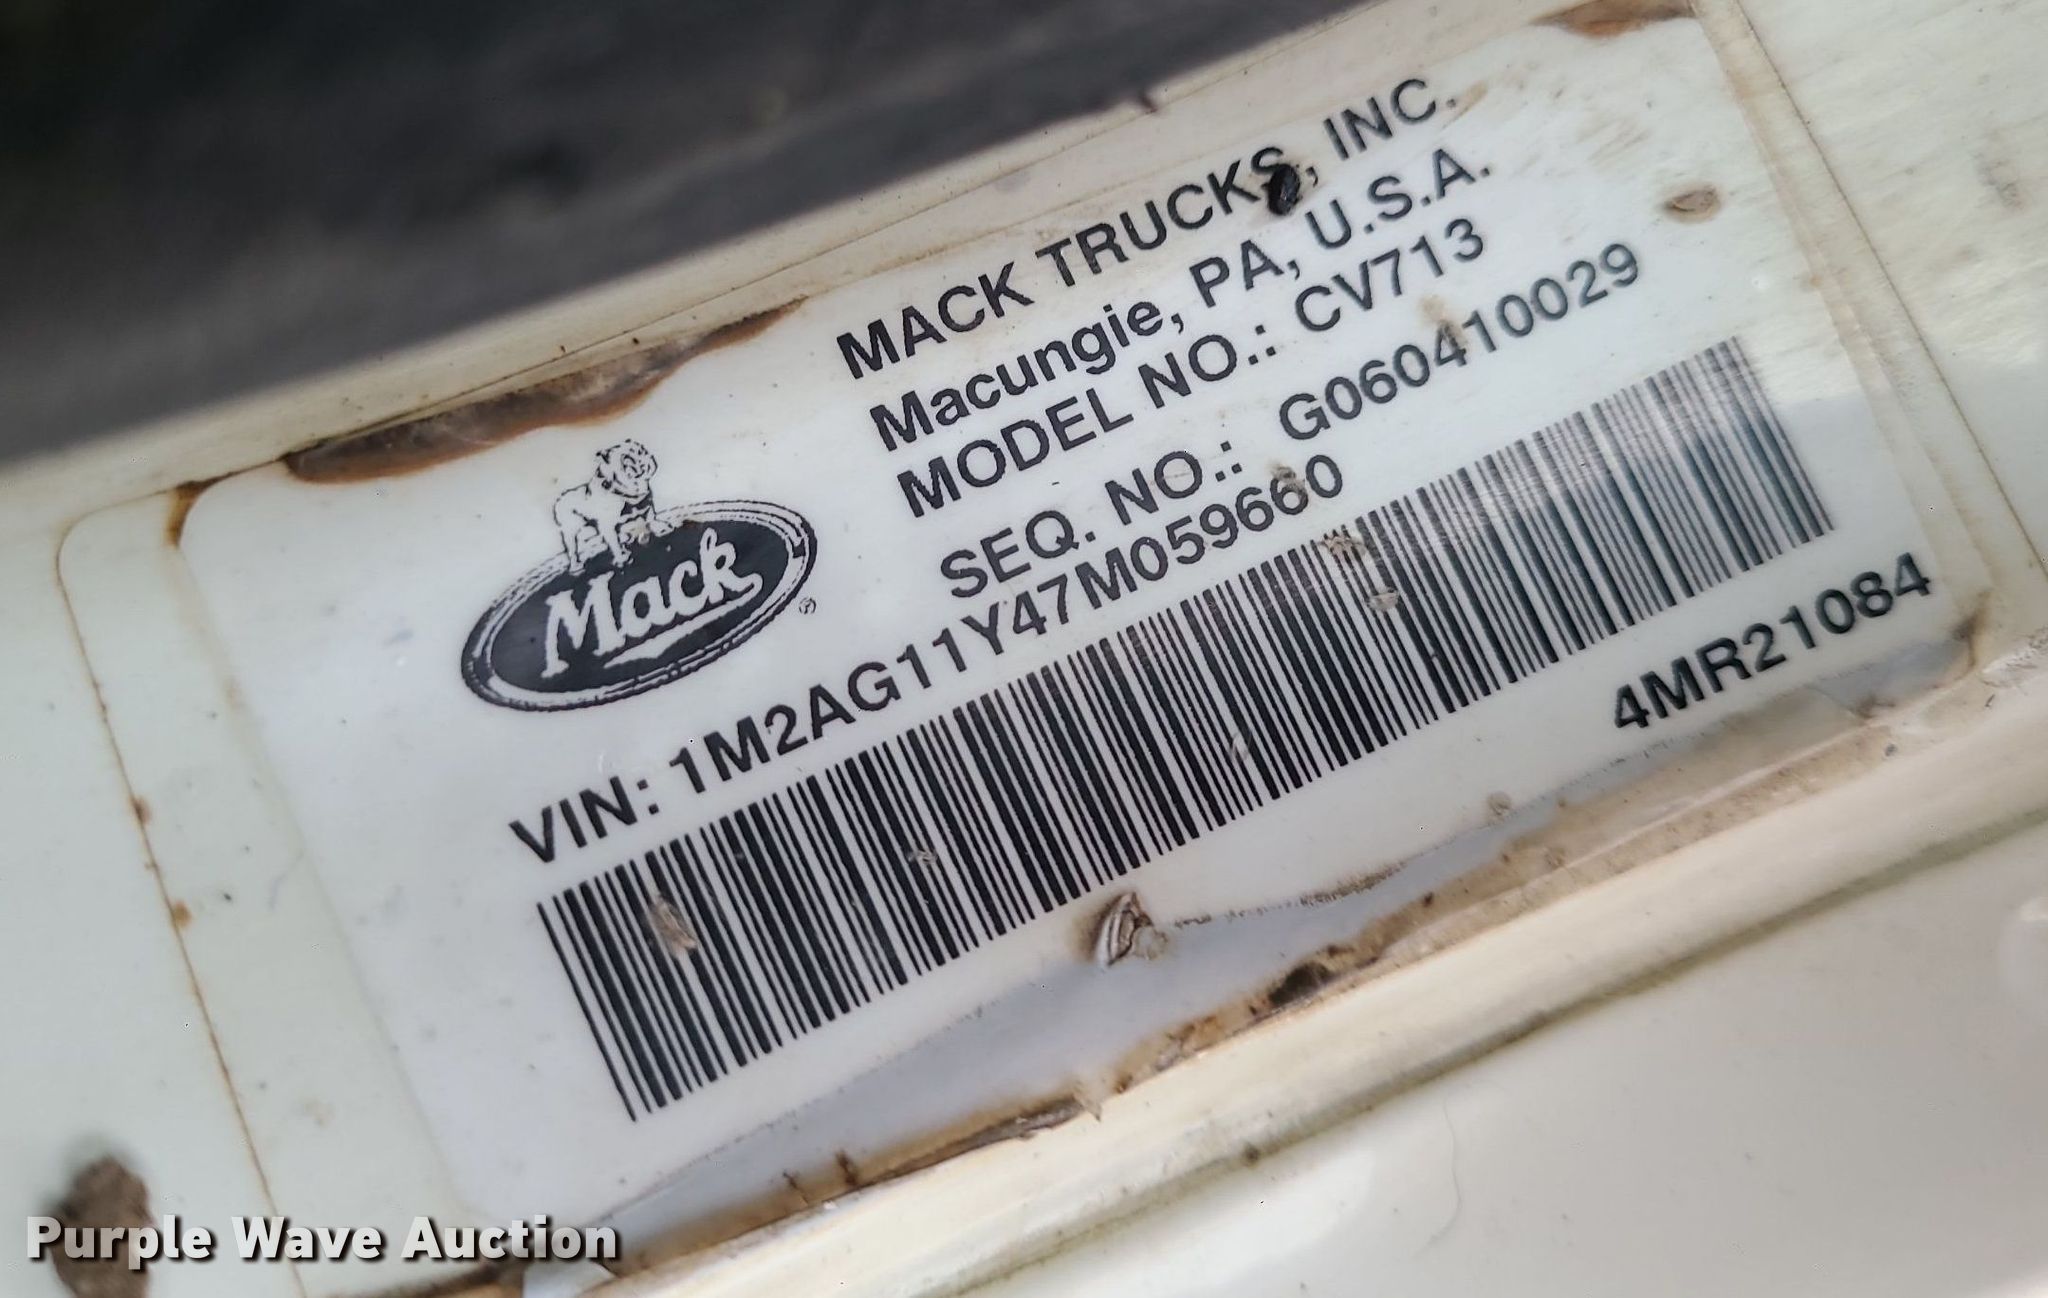 MACK TRUCKS, INC.
Macungie, PA, U.S.A.
MODEL NO.: CV713
SEQ. NO.: G060410029
Mack
®
VIN: 1M2AG11Y47M059660
4MR21084
Purple Wave Auction